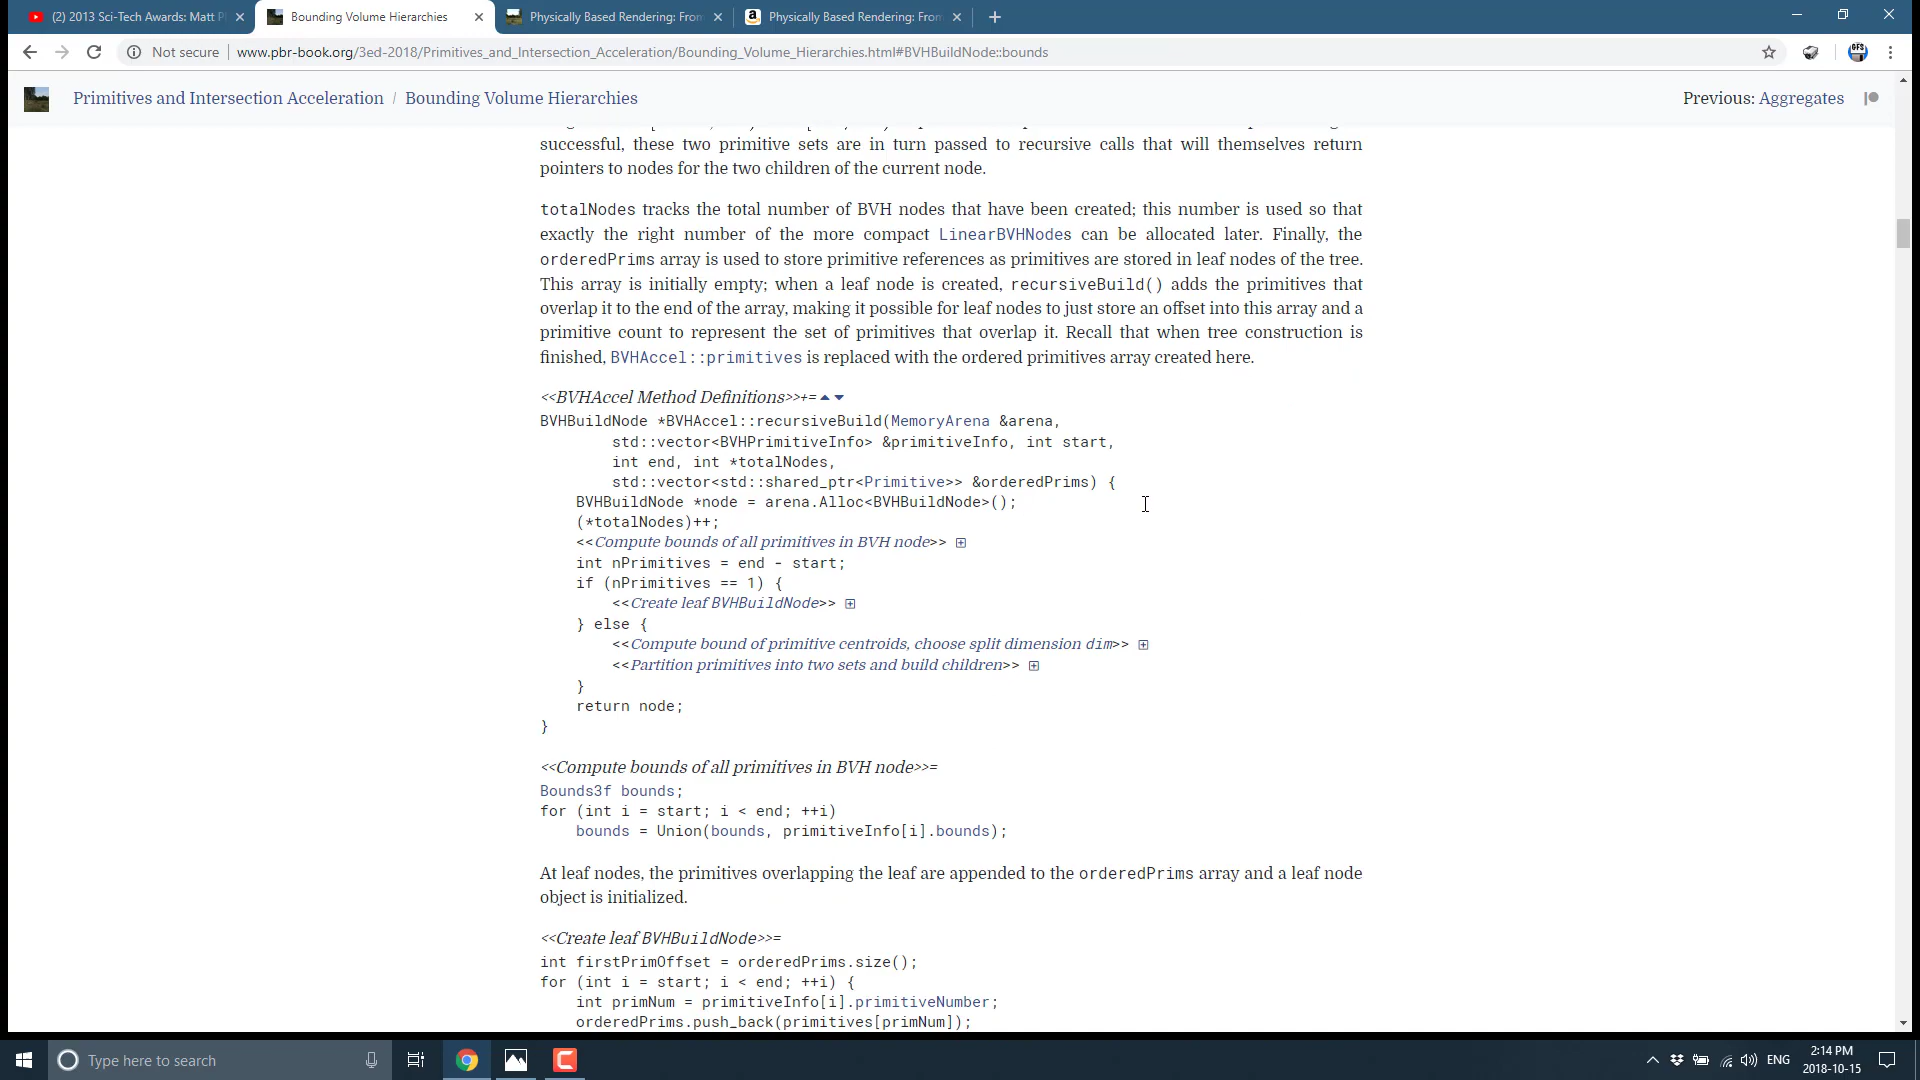 (2) 2013 Sci-Tech Awards: Matt P
Bounding Volume Hierarchies
Physically Based Rendering: From
Physically Based Rendering: From
Not secure
www.pbr-book.org/3ed-2018/Primitives_and_Intersection_Acceleration/Bounding_Volume_Hierarchies.html#BVHBuildNode::bounds
Primitives and Intersection Acceleration / Bounding Volume Hierarchies
Previous: Aggregates
successful, these two primitive sets are in turn passed to recursive calls that will themselves return
pointers to nodes for the two children of the current node.
totalNodes tracks the total number of BVH nodes that have been created; this number is used so that
exactly the right number of the more compact LinearBVHNodes can be allocated later. Finally, the
orderedPrims array is used to store primitive references as primitives are stored in leaf nodes of the tree.
This array is initially empty; when a leaf node is created, recursiveBuild() adds the primitives that
overlap it to the end of the array, making it possible for leaf nodes to just store an offset into this array and a
primitive count to represent the set of primitives that overlap it. Recall that when tree construction is
finished, BVHAccel::primitives is replaced with the ordered primitives array created here.
<<BVHAccel Method Definitions>>+=
BVHBuildNode *BVHAccel::recursiveBuild(MemoryArena &arena,
std::vector<BVHPrimitiveInfo> &primitiveInfo, int start,
int end, int *totalNodes,
std::vector<std::shared_ptr<Primitive>> &orderedPrims) {
BVHBuildNode *node = arena.Alloc<BVHBuildNode>();
(*totalNodes)++;
<<Compute bounds of all primitives in BVH node>>
int nPrimitives = end - start;
if (nPrimitives == 1) {
<<Create leaf BVHBuildNode>>
} else {
<<Compute bound of primitive centroids, choose split dimension dim>>
<<Partition primitives into two sets and build children>>
}
return node;
}
<<Compute bounds of all primitives in BVH node>>=
Bounds3f bounds;
for (int i = start; i < end; ++i)
bounds = Union(bounds, primitiveInfo[i].bounds);
At leaf nodes, the primitives overlapping the leaf are appended to the orderedPrims array and a leaf node
object is initialized.
<<Create leaf BVHBuildNode>>=
int firstPrimOffset = orderedPrims.size();
for (int i = start; i < end; ++i) {
int primNum = primitiveInfo[i].primitiveNumber;
orderedPrims.push_back(primitives[primNum]);
Type here to search
ENG
2:14 PM
2018-10-15